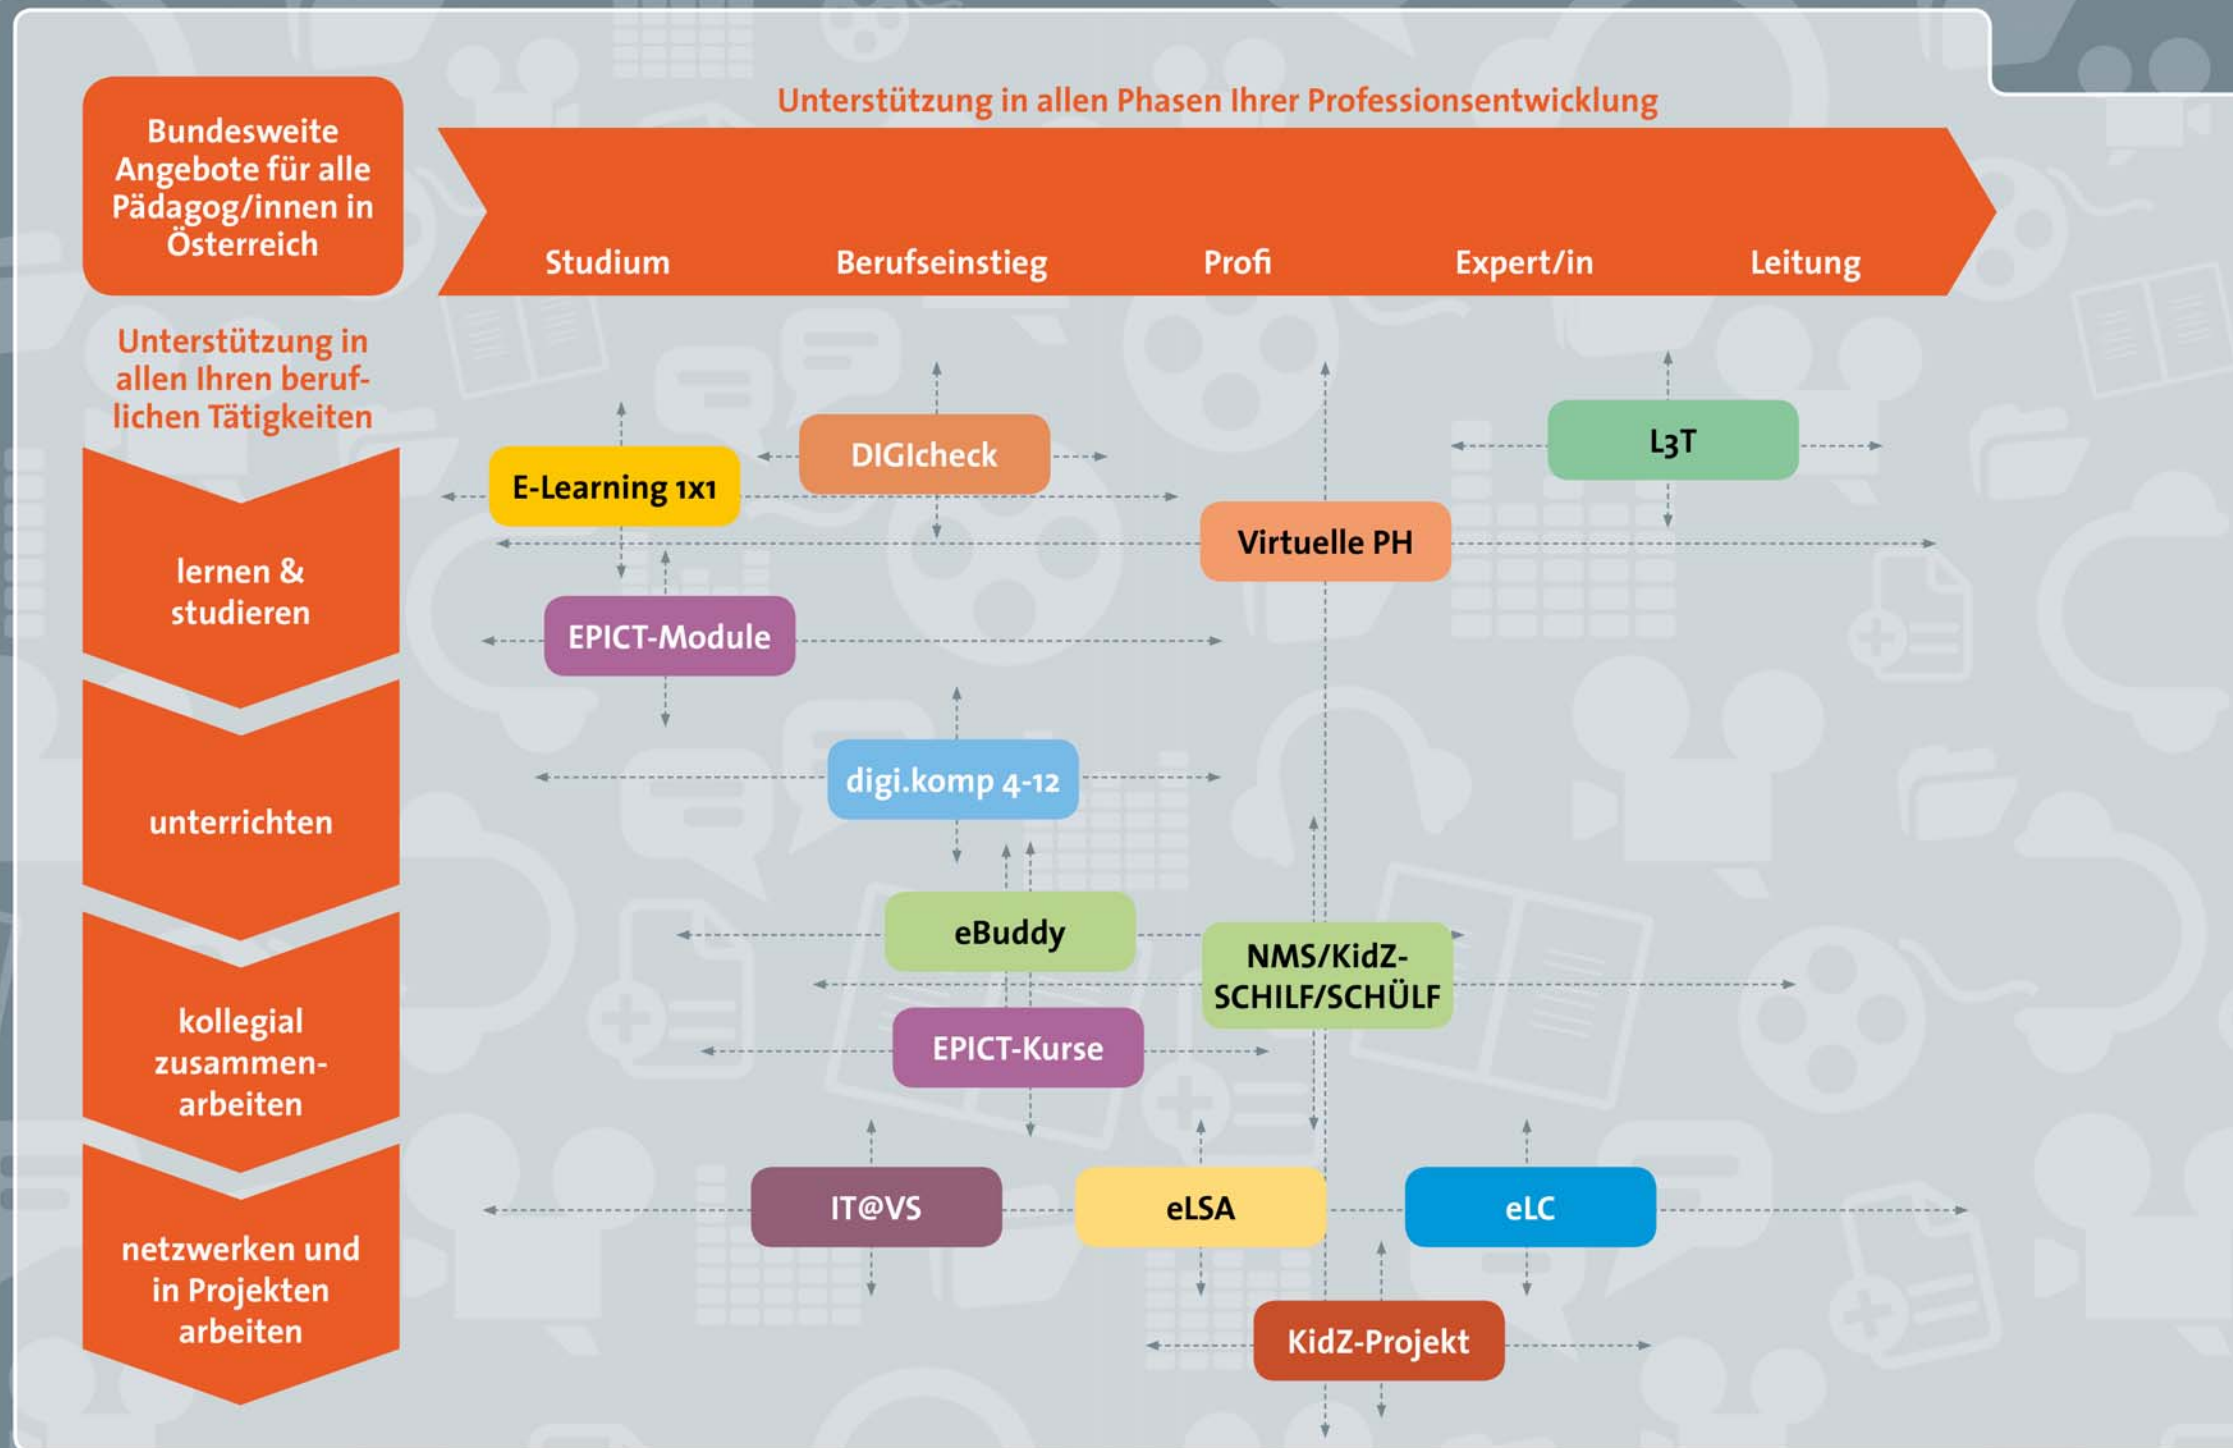 Bundesweite
Angebote für alle
Pädagog/innen in
Österreich
Unterstützung in allen Phasen Ihrer Professionsentwicklung
Studium Berufseinstieg Profi Expert/in Leitung
Unterstützung in
allen Ihren beruf-
lichen Tätigkeiten
lernen &
studieren
unterrichten
kollegial
zusammen-
arbeiten
netzwerken und
in Projekten
arbeiten
DIGIcheck
L3T
E-Learning 1x1
Virtuelle PH
EPICT-Module
digi.komp 4-12
eBuddy
NMS/KidZ-
SCHILF/SCHÜLF
EPICT-Kurse
IT@VS
eLSA
eLC
KidZ-Projekt